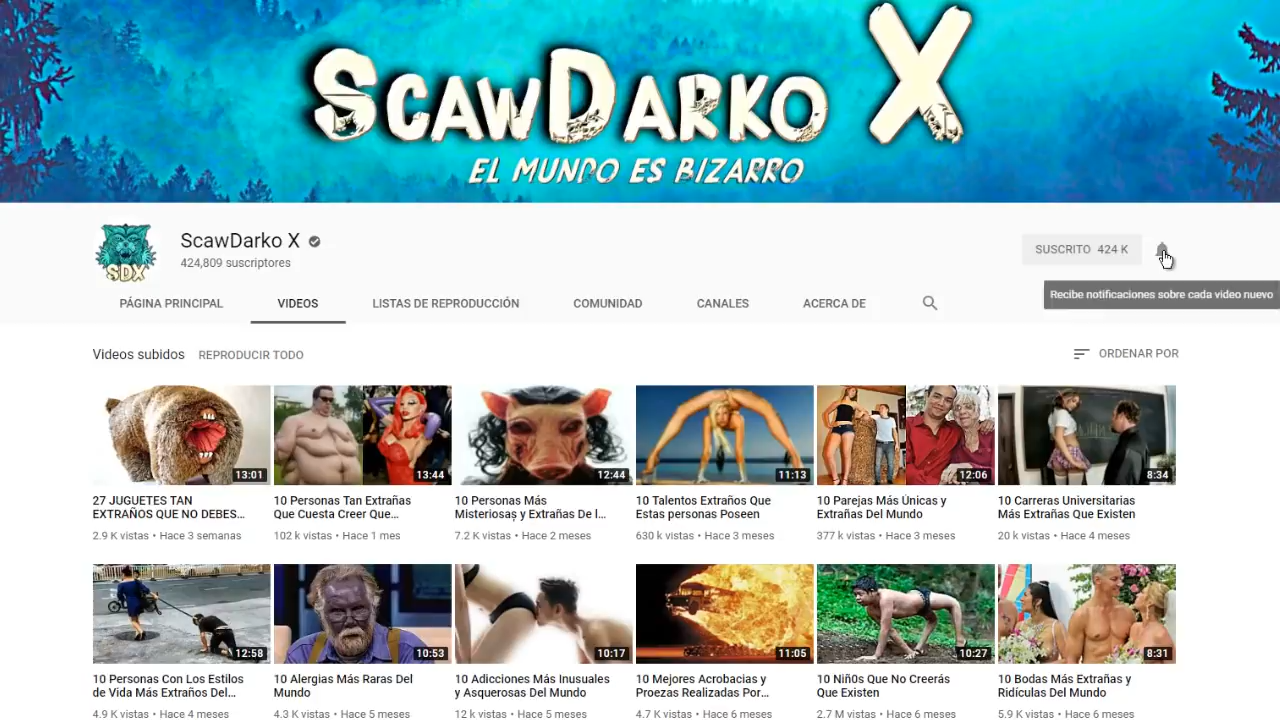 SCAWDARKO X
EL MUNDO ES BIZARRO
SDX
ScawDarko X
424,809 suscriptores
SUSCRITO 424 K
Recibe notificaciones sobre cada video nuevo
PÁGINA PRINCIPAL
VIDEOS
LISTAS DE REPRODUCCIÓN
COMUNIDAD
CANALES
ACERCA DE
Videos subidos
REPRODUCIR TODO
ORDENAR POR
13:01
13:44
12:44
11:13
12:06
8:34
27 JUGUETES TAN
EXTRAÑOS QUE NO DEBES...
2.9 K vistas • Hace 3 semanas
10 Personas Tan Extrañas
Que Cuesta Creer Que...
102 k vistas • Hace 1 mes
10 Personas Más
Misteriosas y Extrañas De l...
7.2 K vistas • Hace 2 meses
10 Talentos Extraños Que
Estas personas Poseen
630 k vistas • Hace 3 meses
10 Parejas Más Únicas y
Extrañas Del Mundo
377 k vistas • Hace 3 meses
10 Carreras Universitarias
Más Extrañas Que Existen
20 k vistas • Hace 4 meses
12:58
10:53
10:17
11:05
10:27
8:31
10 Personas Con Los Estilos
de Vida Más Extraños Del...
4.9 K vistas • Hace 4 meses
10 Alergias Más Raras Del
Mundo
4.3 K vistas • Hace 5 meses
10 Adicciones Más Inusuales
y Asquerosas Del Mundo
12 k vistas • Hace 5 meses
10 Mejores Acrobacias y
Proezas Realizadas Por...
4.7 K vistas • Hace 6 meses
10 Niñ0s Que No Creerás
Que Existen
2.7 M vistas • Hace 6 meses
10 Bodas Más Extrañas y
Ridículas Del Mundo
5.9 K vistas • Hace 6 meses